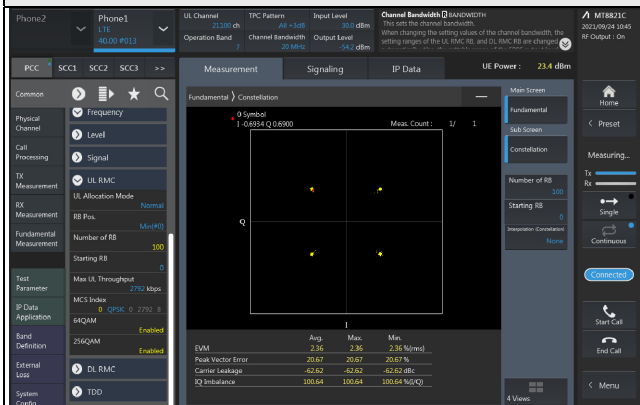 Phone2
Phone1
LTE
40.00 #013
UL Channel
21100 ch
TPC Pattern
All +3dB
Input Level
30.0 dBm
Operation Band
7
Channel Bandwidth
20 MHz
Output Level
-54.2 dBm
Channel Bandwidth BANDWIDTH
This sets the channel bandwidth.
When changing the setting values of the channel bandwidth, the
setting ranges of the UL RMC RB, and DL RMC RB are changed
MT8821C
2021/09/24 10:45
RF Output : On
PCC
SCC1
SCC2
SCC3
>>
Measurement
Signaling
IP Data
UE Power : 23.4 dBm
Common
Physical
Channel
Call
Processing
TX
Measurement
RX
Measurement
Fundamental
Measurement
Test
Parameter
IP Data
Application
Band
Definition
External
Loss
System
Config
Frequency
Level
Signal
UL RMC
UL Allocation Mode
Normal
RB Pos.
Min(#0)
Number of RB
100
Starting RB
0
Max UL Throughput
2792 kbps
MCS Index
0 QPSK 0 2792 8
64QAM
Enabled
256QAM
Enabled
DL RMC
TDD
Fundamental > Constellation
0 Symbol
I -0.6934 Q 0.6900
Meas. Count : 1/ 1
Q
I
Avg. Max. Min.
EVM 2.36 2.36 2.36 %(rms)
Peak Vector Error 20.67 20.67 20.67 %
Carrier Leakage -62.62 -62.62 -62.62 dBc
IQ Imbalance 100.64 100.64 100.64 %(I/Q)
Main Screen
Fundamental
Sub Screen
Constellation
Number of RB
100
Starting RB
0
Interpolation (Constellation)
None
4 Views
Home
< Preset
Measuring...
Tx
Rx
Single
Continuous
Connected
Start Call
End Call
< Menu